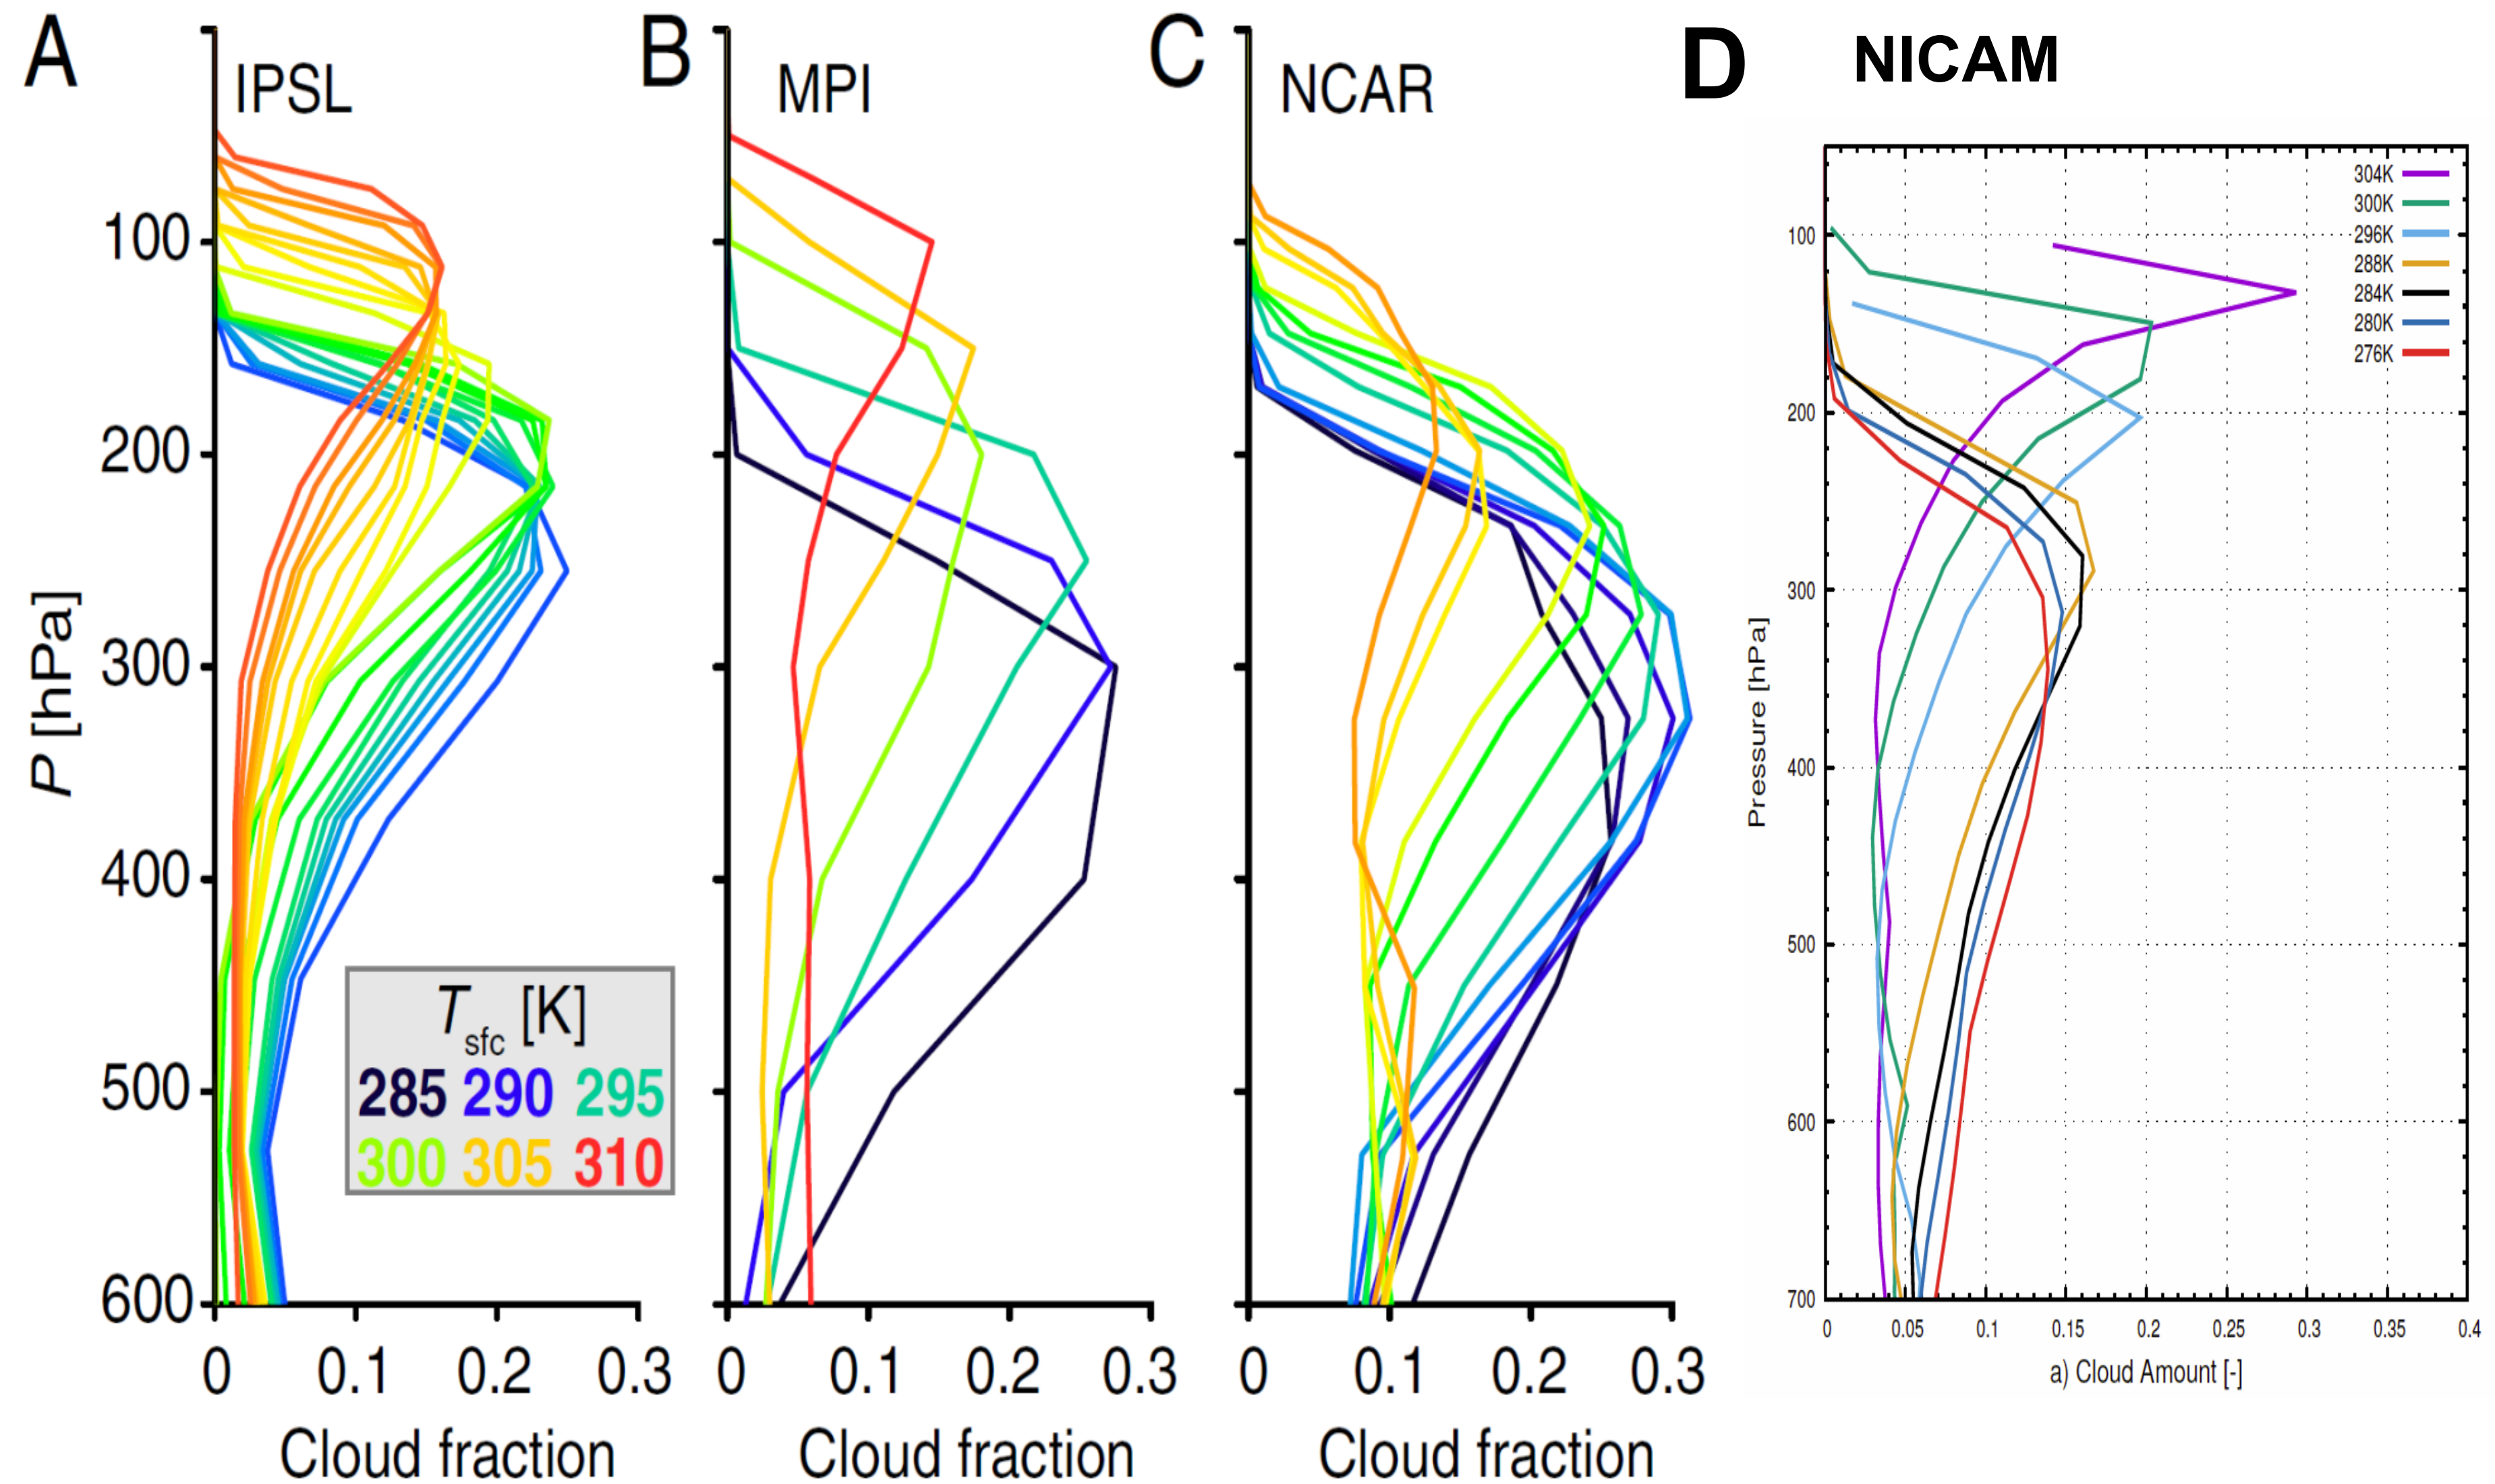 A
IPSL
100
200
300
400
500
600
P [hPa]
T sfc [K]
285 290 295
300 305 310
0 0.1 0.2 0.3
Cloud fraction
B
MPI
0 0.1 0.2 0.3
Cloud fraction
C
NCAR
0 0.1 0.2 0.3
Cloud fraction
D
NICAM
304K
300K
296K
288K
284K
280K
276K
100
200
300
400
500
600
700
Pressure [hPa]
0 0.05 0.1 0.15 0.2 0.25 0.3 0.35 0.4
a) Cloud Amount [-]